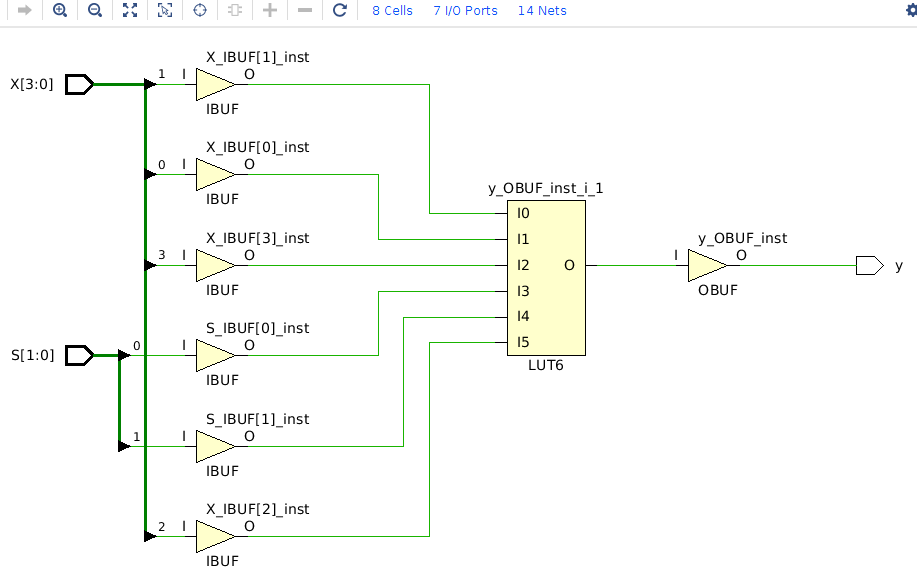 8 Cells 7 I/O Ports 14 Nets
X_IBUF[1]_inst
X[3:0] 1 I O
IBUF
X_IBUF[0]_inst
0 I O
IBUF
y_OBUF_inst_i_1
I0
X_IBUF[3]_inst I1 y_OBUF_inst
3 I O I2 O I O y
IBUF I3 OBUF
I4
S_IBUF[0]_inst I5
S[1:0] 0 I O LUT6
IBUF
S_IBUF[1]_inst
1 I O
IBUF
X_IBUF[2]_inst
2 I O
IBUF